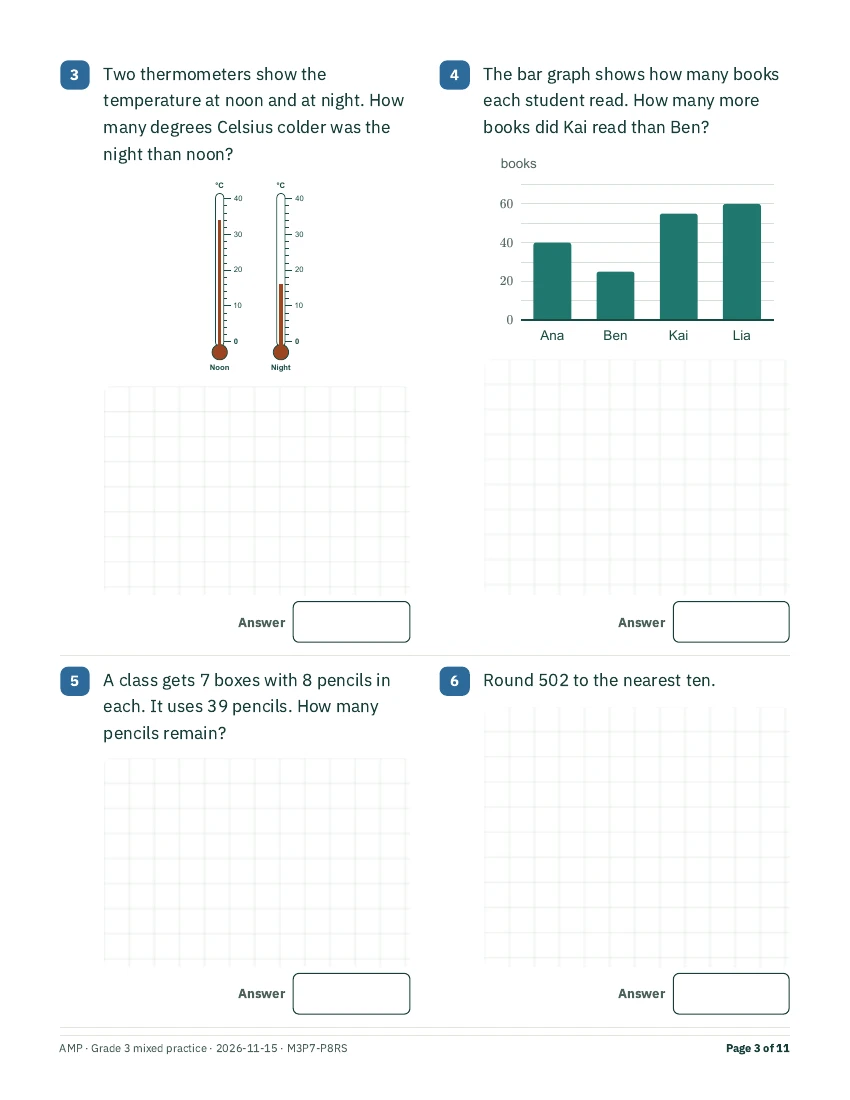 3
Two thermometers show the
temperature at noon and at night. How
many degrees Celsius colder was the
night than noon?
°C
40
30
20
10
0
Noon
°C
40
30
20
10
0
Night
Answer
4
The bar graph shows how many books
each student read. How many more
books did Kai read than Ben?
books
60
40
20
0
Ana Ben Kai Lia
Answer
5
A class gets 7 boxes with 8 pencils in
each. It uses 39 pencils. How many
pencils remain?
Answer
6
Round 502 to the nearest ten.
Answer
AMP · Grade 3 mixed practice · 2026-11-15 · M3P7-P8RS
Page 3 of 11